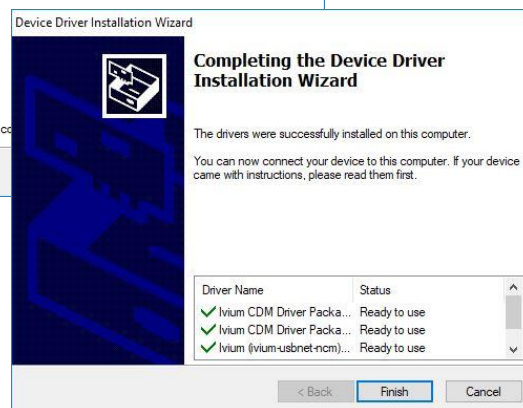 Device Driver Installation Wizard
Completing the Device Driver
Installation Wizard
The drivers were successfully installed on this computer.
You can now connect your device to this computer. If your device
came with instructions, please read them first.
Driver Name Status
Ivium CDM Driver Packa... Ready to use
Ivium CDM Driver Packa... Ready to use
Ivium (ivium-usbnet-ncm)... Ready to use
< Back Finish Cancel